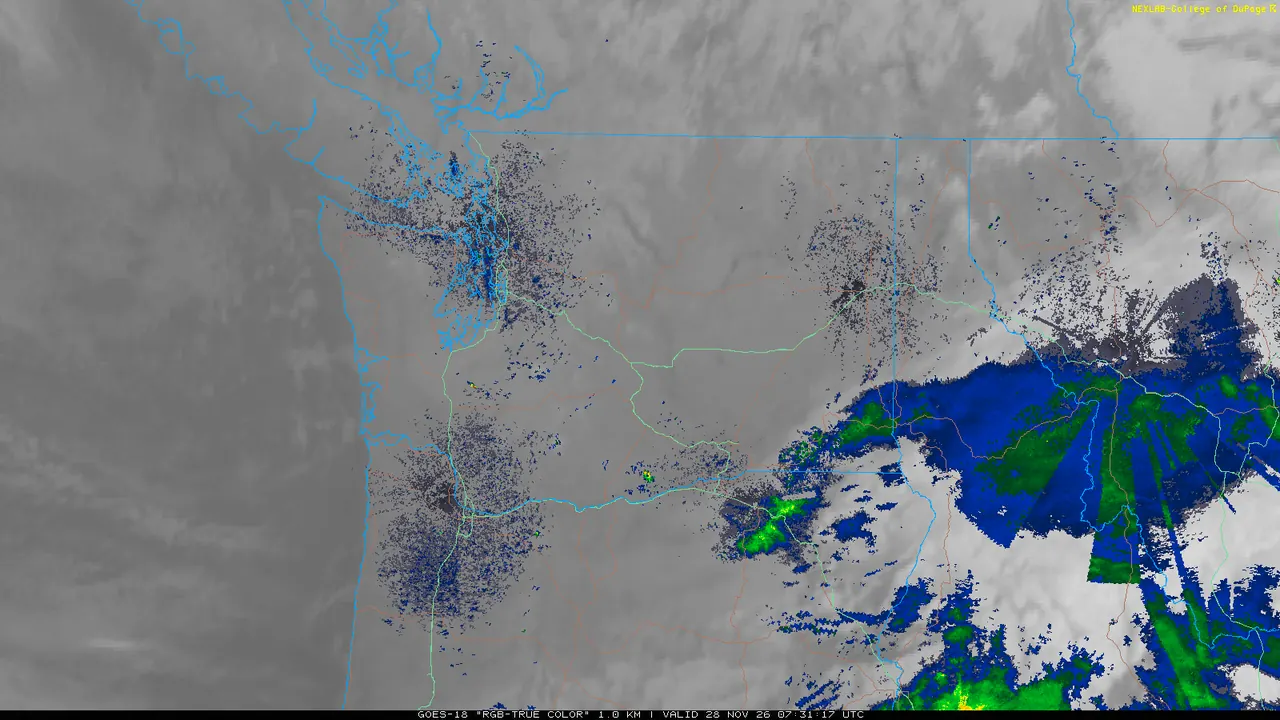 NEXLAB-College of DuPage
GOES-18 "RGB-TRUE COLOR" 1.0 KM | VALID 28 NOV 26 07:31:17 UTC